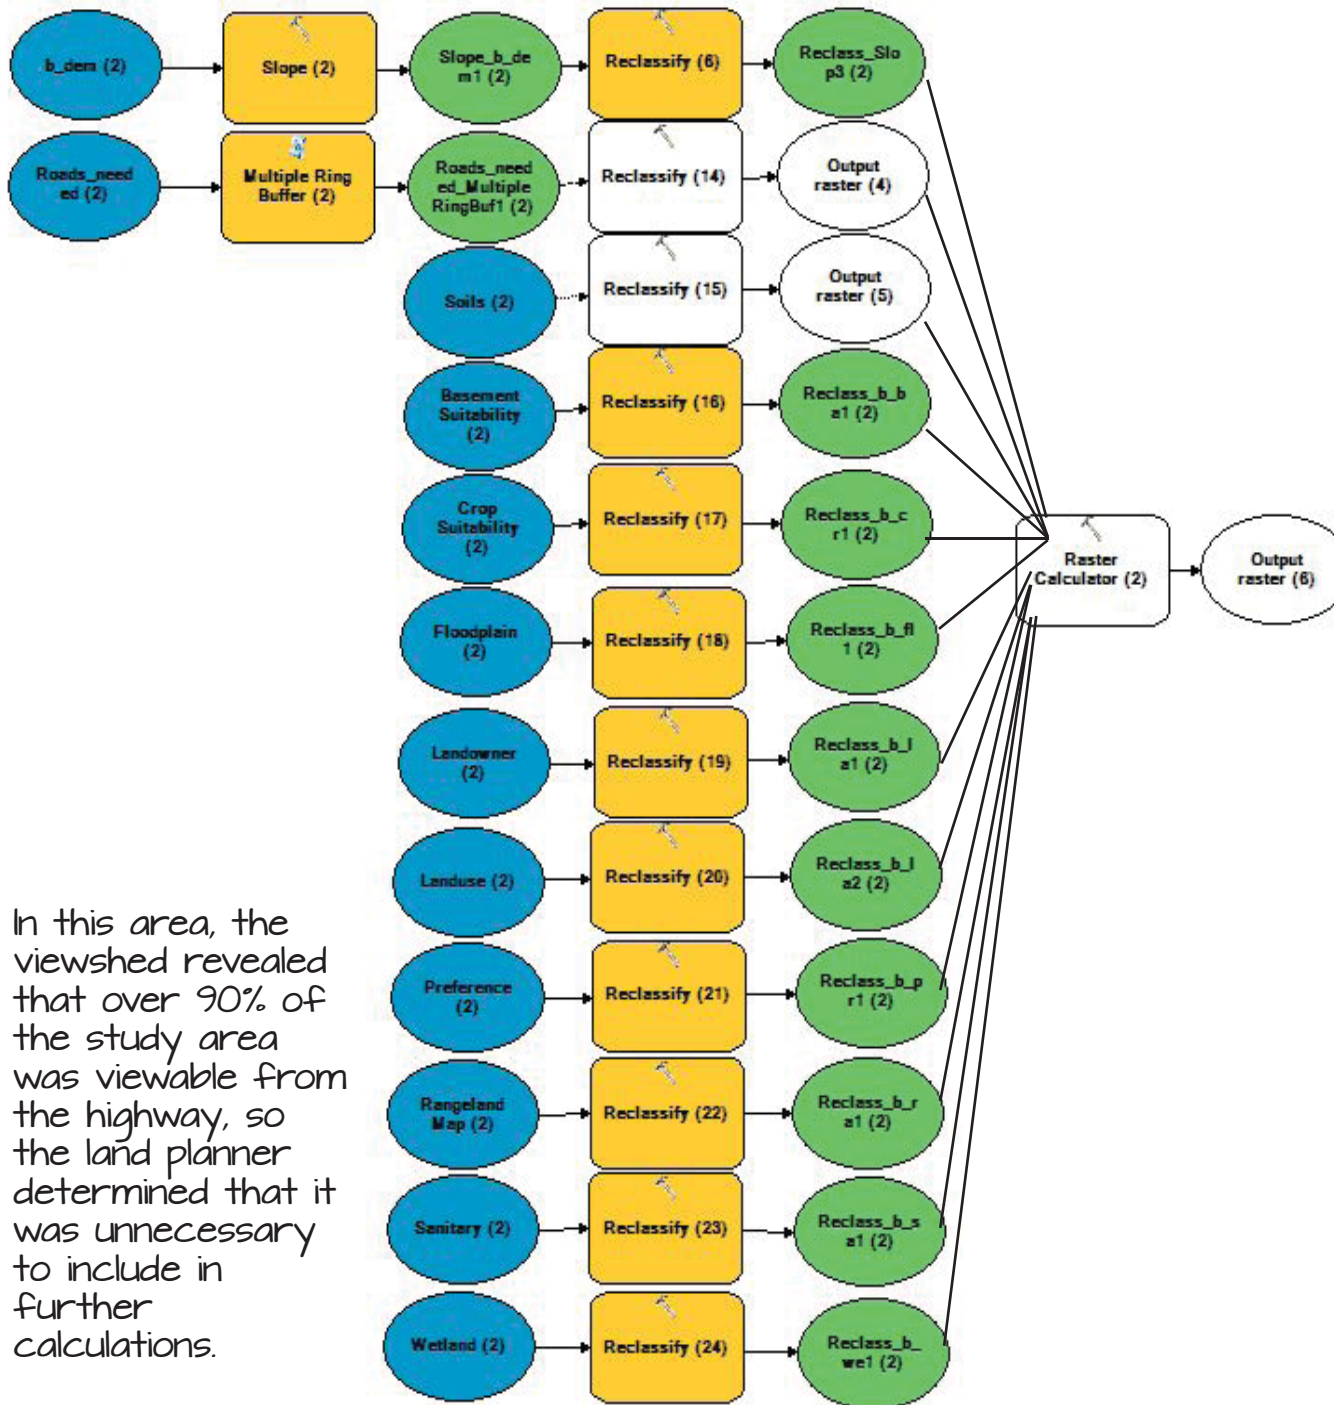 b_dem (2)
Slope (2)
Slope_b_de
m1 (2)
Reclassify (6)
Reclass_Slo
p3 (2)
Roads_need
ed (2)
Multiple Ring
Buffer (2)
Roads_need
ed_Multiple
RingBuf1 (2)
Reclassify (14)
Output
raster (4)
Soils (2)
Reclassify (15)
Output
raster (5)
Basement
Suitability
(2)
Reclassify (16)
Reclass_b_b
a1 (2)
Crop
Suitability
(2)
Reclassify (17)
Reclass_b_c
r1 (2)
Raster
Calculator (2)
Output
raster (6)
Floodplain
(2)
Reclassify (18)
Reclass_b_fl
1 (2)
Landowner
(2)
Reclassify (19)
Reclass_b_l
a1 (2)
Landuse (2)
Reclassify (20)
Reclass_b_l
a2 (2)
Preference
(2)
Reclassify (21)
Reclass_b_p
r1 (2)
Rangeland
Map (2)
Reclassify (22)
Reclass_b_r
a1 (2)
Sanitary (2)
Reclassify (23)
Reclass_b_s
a1 (2)
Wetland (2)
Reclassify (24)
Reclass_b_
we1 (2)
In this area, the
viewshed revealed
that over 90% of
the study area
was viewable from
the highway, so
the land planner
determined that it
was unnecessary
to include in
further
calculations.